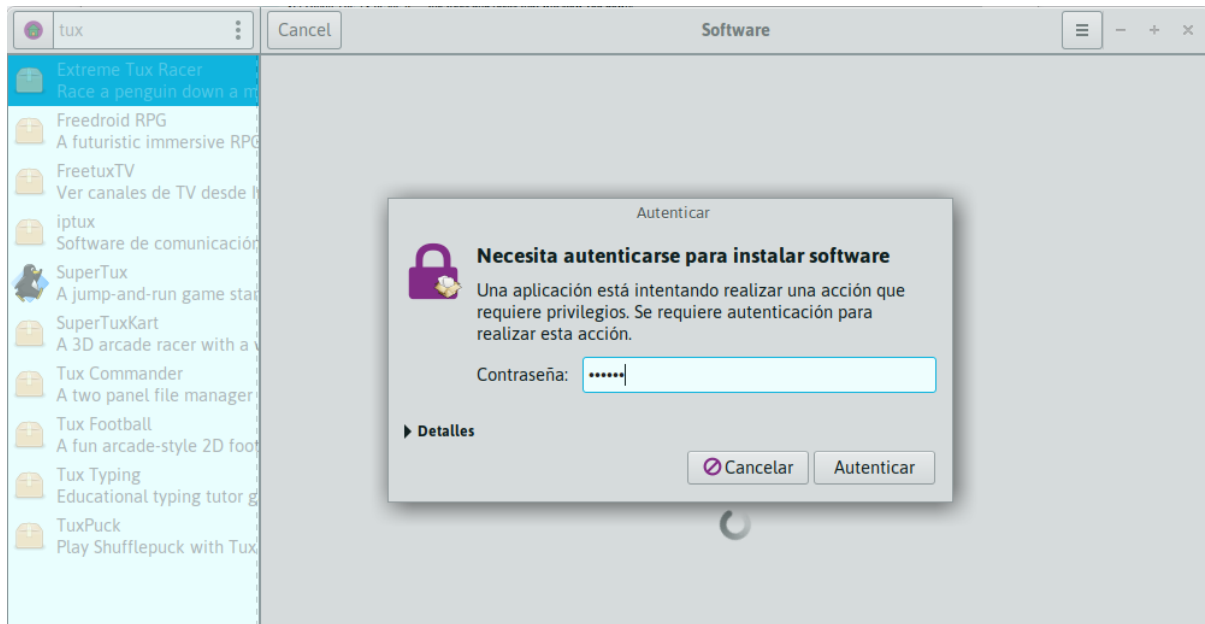 tux
Cancel
Software
Extreme Tux Racer
Race a penguin down a m
Freedroid RPG
A futuristic immersive RPG
FreetuxTV
Ver canales de TV desde I
iptux
Software de comunicación
SuperTux
A jump-and-run game star
SuperTuxKart
A 3D arcade racer with a v
Tux Commander
A two panel file manager
Tux Football
A fun arcade-style 2D foot
Tux Typing
Educational typing tutor g
TuxPuck
Play Shufflepuck with Tux
Autenticar
Necesita autenticarse para instalar software
Una aplicación está intentando realizar una acción que
requiere privilegios. Se requiere autenticación para
realizar esta acción.
Contraseña: ••••••
Detalles
Cancelar
Autenticar